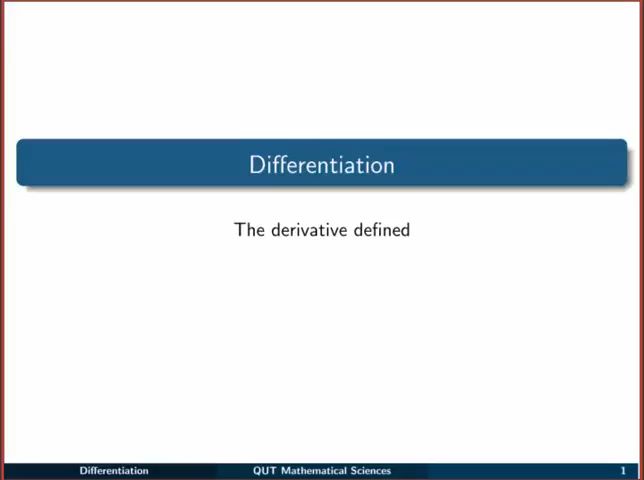 Differentiation
The derivative defined
Differentiation QUT Mathematical Sciences 1